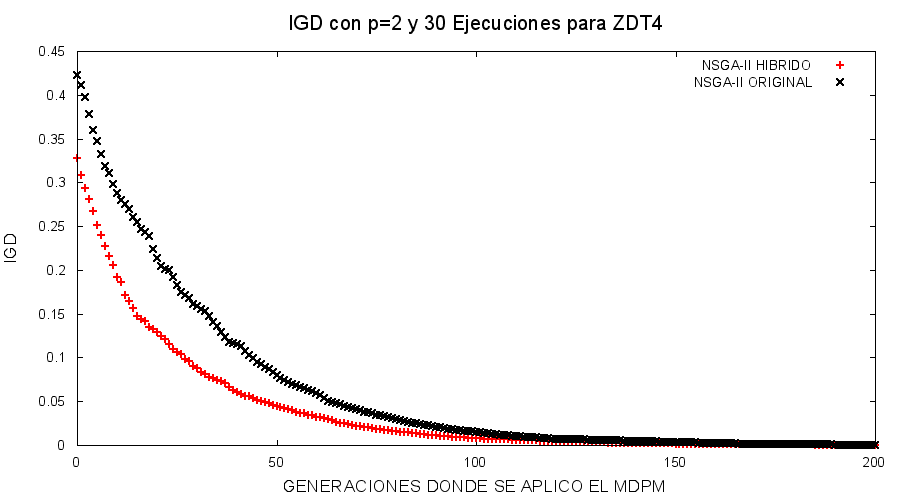 IGD con p=2 y 30 Ejecuciones para ZDT4
0.45
0.4
0.35
0.3
0.25
0.2
0.15
0.1
0.05
0
IGD
NSGA-II HIBRIDO
NSGA-II ORIGINAL
0 50 100 150 200
GENERACIONES DONDE SE APLICO EL MDPM